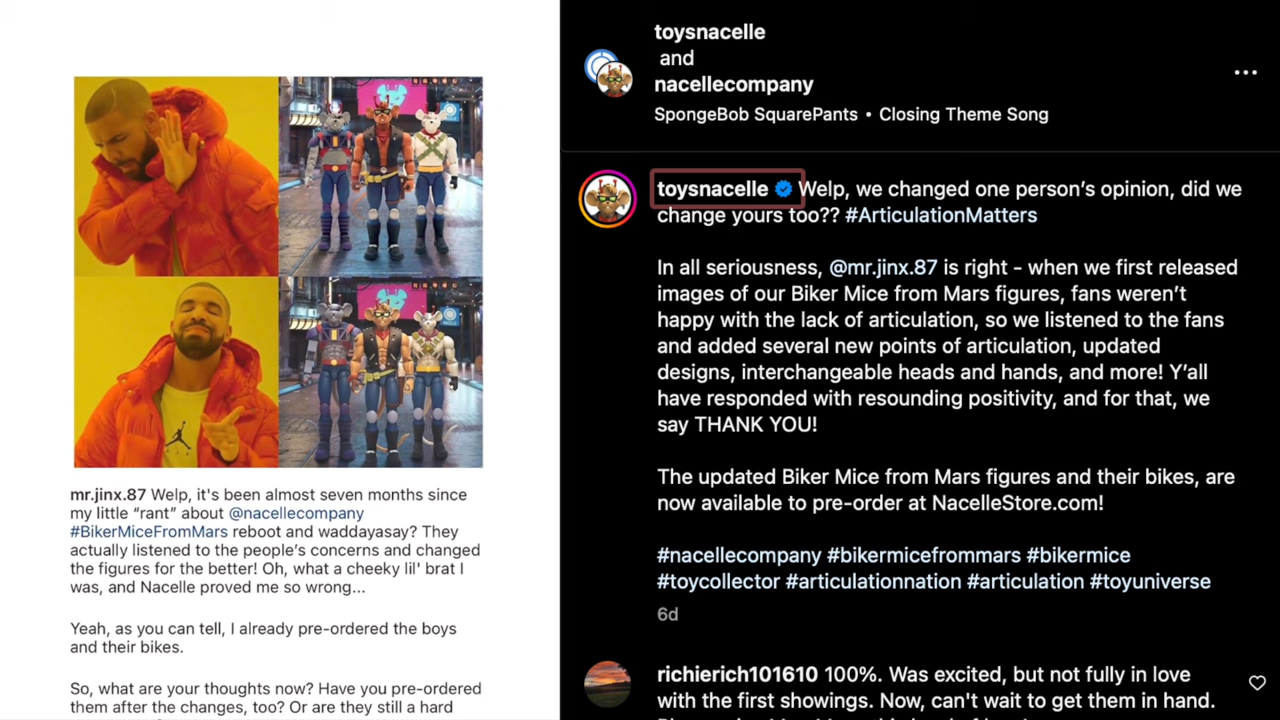 mr.jinx.87 Welp, it's been almost seven months since
my little “rant” about @nacellecompany
#BikerMiceFromMars reboot and waddayasay? They
actually listened to the people's concerns and changed
the figures for the better! Oh, what a cheeky lil' brat I
was, and Nacelle proved me so wrong...
Yeah, as you can tell, I already pre-ordered the boys
and their bikes.
So, what are your thoughts now? Have you pre-ordered
them after the changes, too? Or are they still a hard
toysnacelle
and
nacellecompany
SpongeBob SquarePants • Closing Theme Song
toysnacelle Welp, we changed one person’s opinion, did we
change yours too?? #ArticulationMatters
In all seriousness, @mr.jinx.87 is right - when we first released
images of our Biker Mice from Mars figures, fans weren’t
happy with the lack of articulation, so we listened to the fans
and added several new points of articulation, updated
designs, interchangeable heads and hands, and more! Y’all
have responded with resounding positivity, and for that, we
say THANK YOU!
The updated Biker Mice from Mars figures and their bikes, are
now available to pre-order at NacelleStore.com!
#nacellecompany #bikermicefrommars #bikermice
#toycollector #articulationnation #articulation #toyuniverse
6d
richierich101610 100%. Was excited, but not fully in love
with the first showings. Now, can't wait to get them in hand.